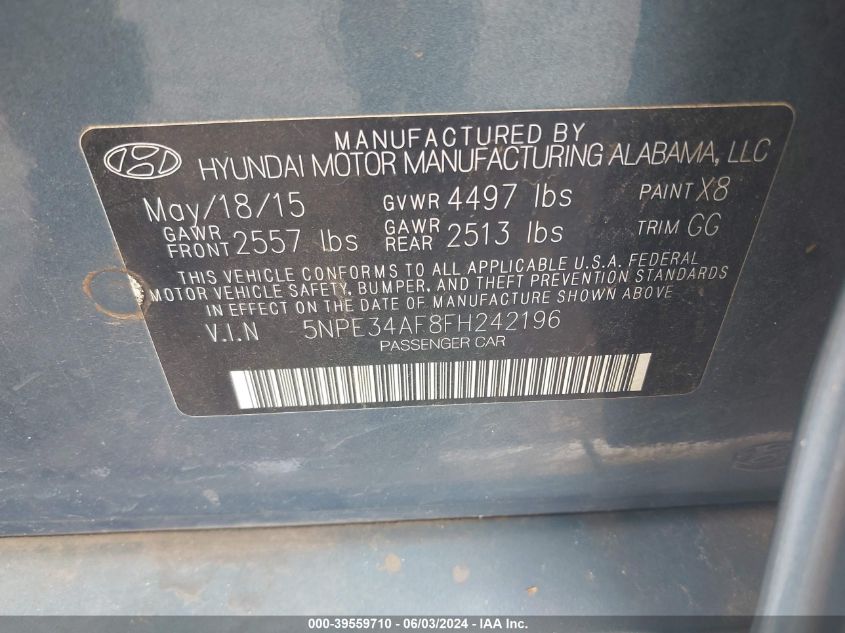 MANUFACTURED BY
HYUNDAI MOTOR MANUFACTURING ALABAMA, LLC
May/18/15 GVWR 4497 lbs PAINT X8
GAWR FRONT 2557 lbs GAWR REAR 2513 lbs TRIM GG
THIS VEHICLE CONFORMS TO ALL APPLICABLE U.S.A. FEDERAL
MOTOR VEHICLE SAFETY, BUMPER, AND THEFT PREVENTION STANDARDS
IN EFFECT ON THE DATE OF MANUFACTURE SHOWN ABOVE.
V.I.N 5NPE34AF8FH242196
PASSENGER CAR
000-39559710 - 06/03/2024 - IAA Inc.